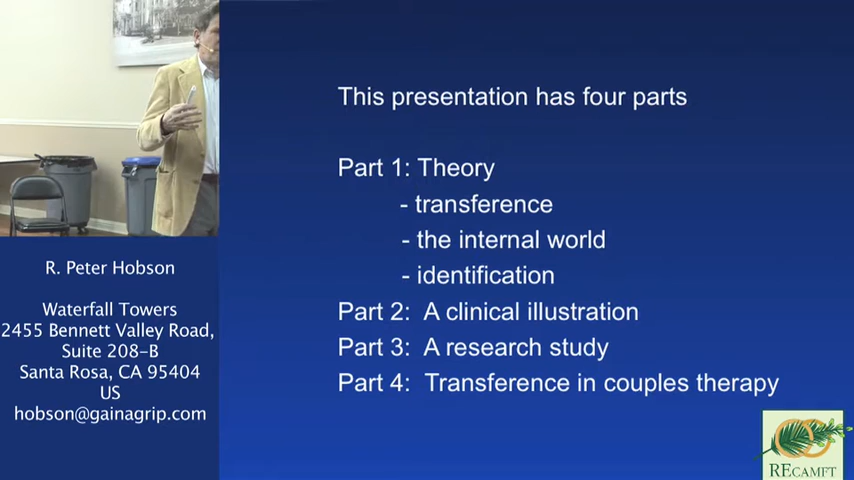 This presentation has four parts
Part 1: Theory
- transference
- the internal world
- identification
Part 2: A clinical illustration
Part 3: A research study
Part 4: Transference in couples therapy
R. Peter Hobson
Waterfall Towers
2455 Bennett Valley Road,
Suite 208-B
Santa Rosa, CA 95404
US
hobson@gainagrip.com
RECAMFT